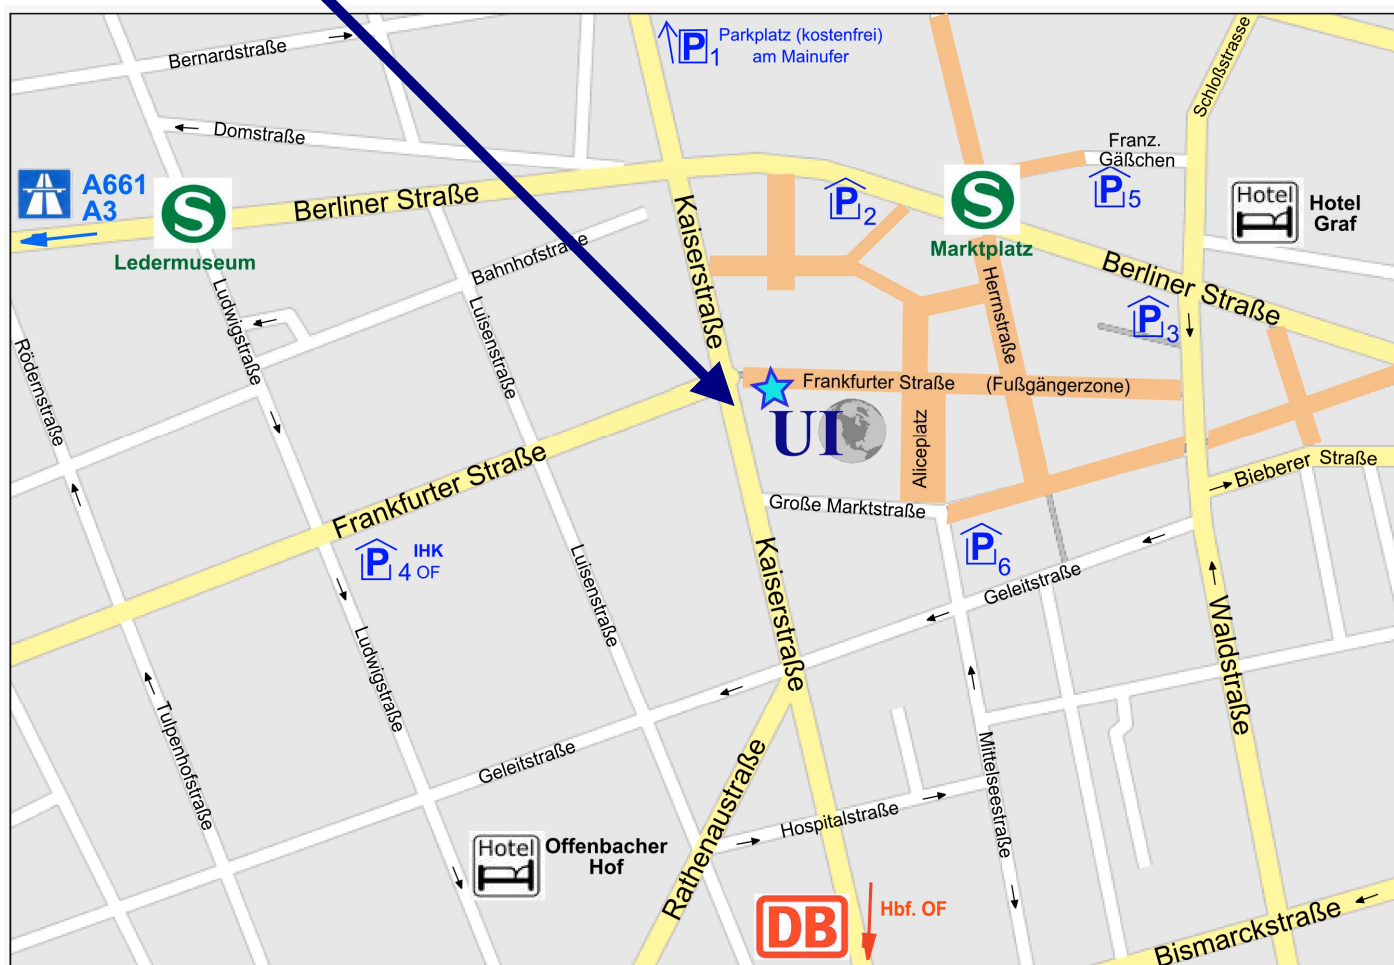 P 1
Parkplatz (kostenfrei)
am Mainufer
Schloßstrasse
Bernardstraße
Domstraße
Franz.
Gäßchen
A661
A3
S
Ledermuseum
Berliner Straße
P 2
S
Marktplatz
P 5
Hotel
Hotel
Graf
Kaiserstraße
Bahnhofstraße
Berliner Straße
Herrnstraße
Ludwigstraße
Luisenstraße
P 3
Rödernstraße
Frankfurter Straße
(Fußgängerzone)
UI
Aliceplatz
Frankfurter Straße
Bieberer Straße
Große Marktstraße
P 4
IHK
OF
P 6
Kaiserstraße
Luisenstraße
Geleitstraße
Waldstraße
Ludwigstraße
Tulpenhofstraße
Geleitstraße
Rathenaustraße
Mittelseestraße
Hospitalstraße
Hotel
Offenbacher
Hof
DB
Hbf. OF
Bismarckstraße